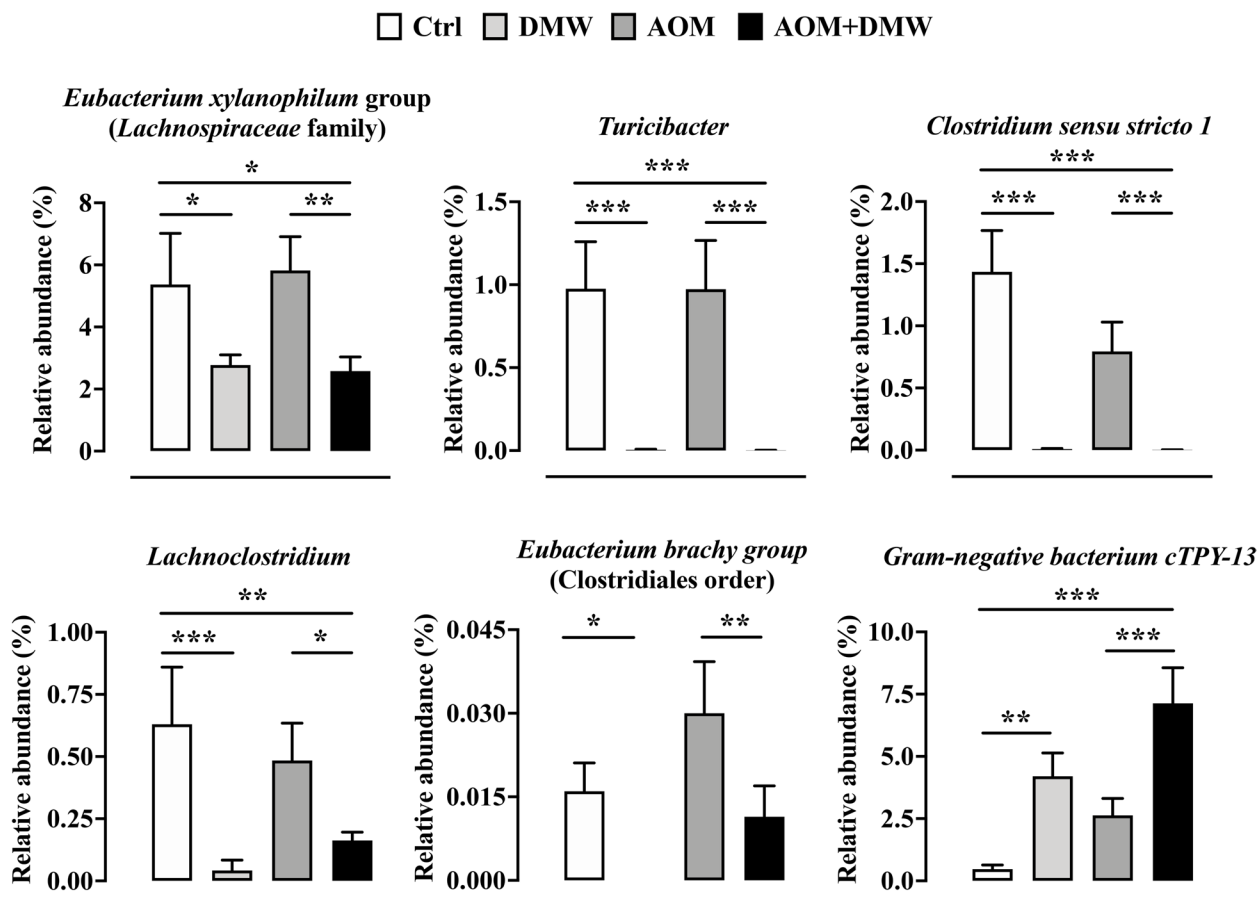 Ctrl DMW AOM AOM+DMW
Eubacterium xylanophilum group
(Lachnospiraceae family)
*
* **
Relative abundance (%)
8
6
4
2
0
Turicibacter
***
*** ***
Relative abundance (%)
1.5
1.0
0.5
0.0
Clostridium sensu stricto 1
***
*** ***
Relative abundance (%)
2.0
1.5
1.0
0.5
0.0
Lachnoclostridium
**
*** *
Relative abundance (%)
1.00
0.75
0.50
0.25
0.00
Eubacterium brachy group
(Clostridiales order)
* **
Relative abundance (%)
0.045
0.030
0.015
0.000
Gram-negative bacterium cTPY-13
***
***
**
Relative abundance (%)
10.0
7.5
5.0
2.5
0.0